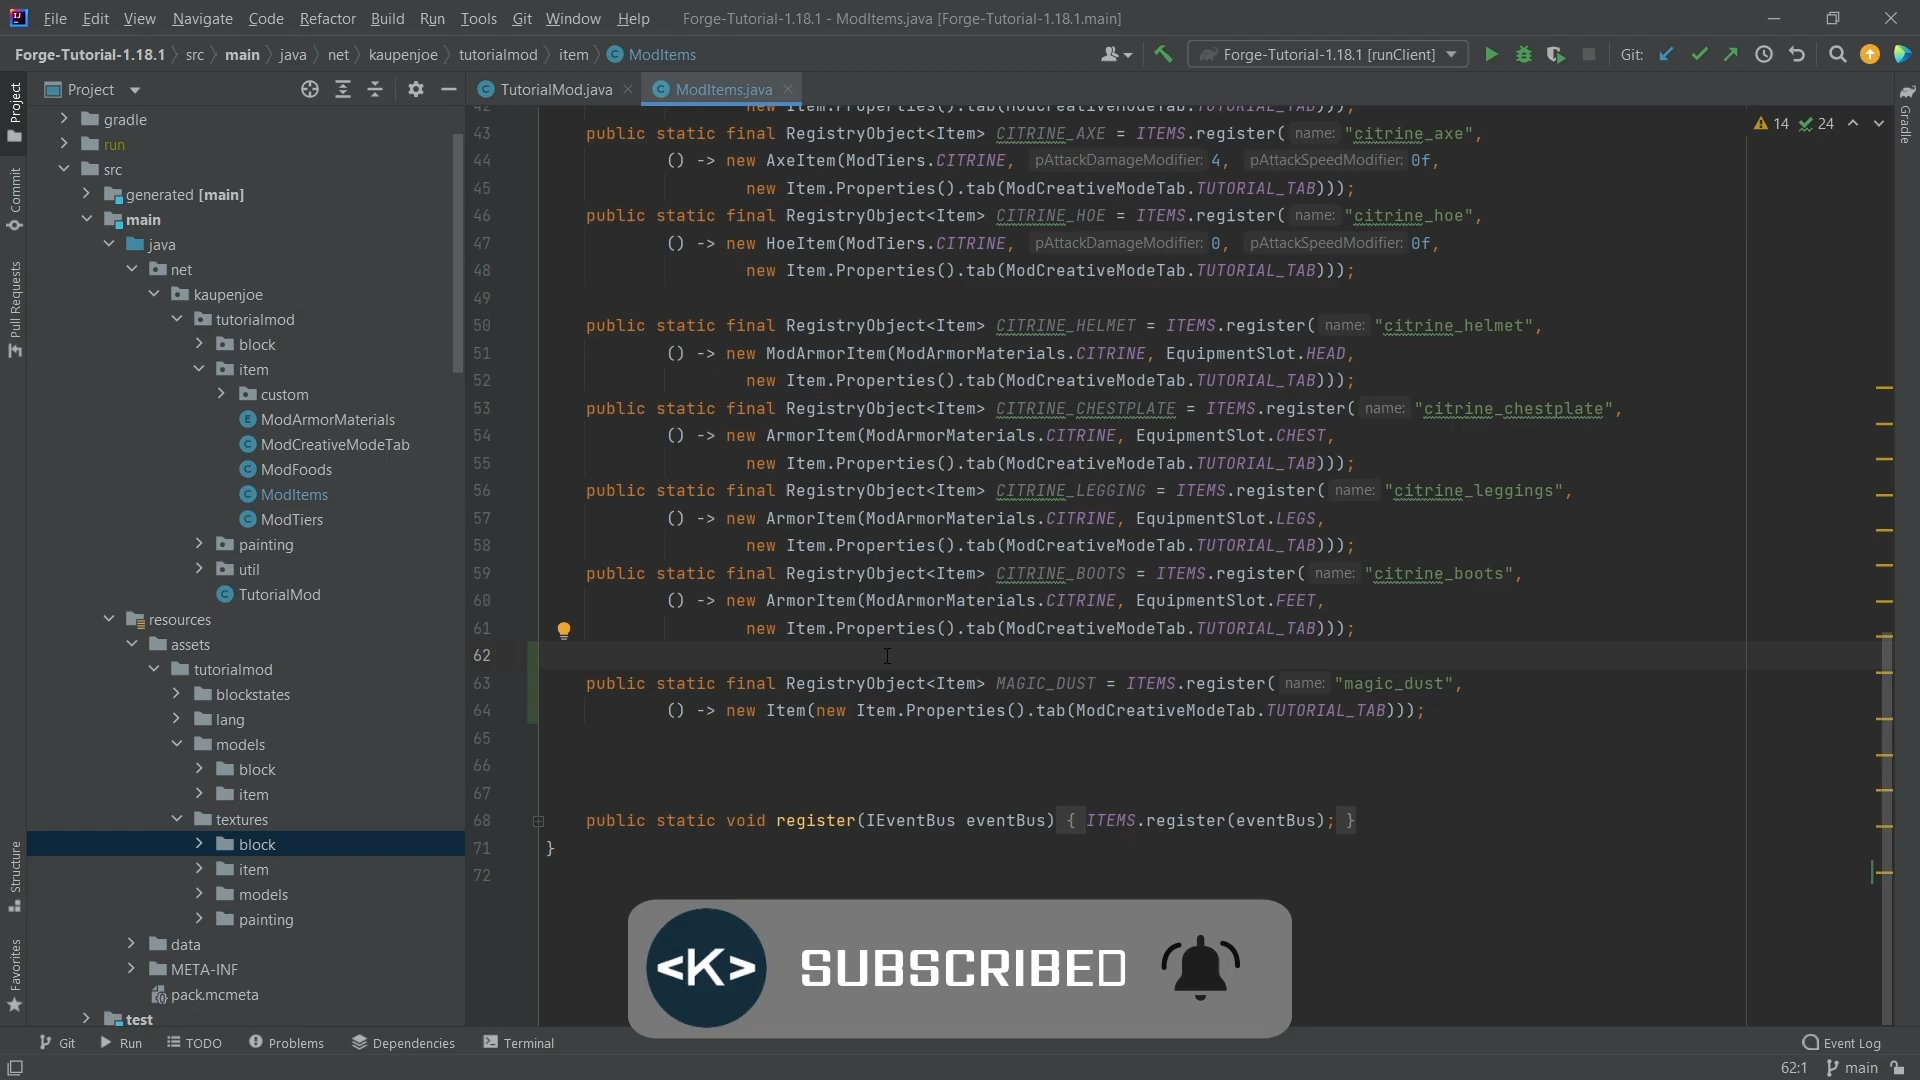 File Edit View Navigate Code Refactor Build Run Tools Git Window Help Forge-Tutorial-1.18.1 - ModItems.java [Forge-Tutorial-1.18.1.main]
Forge-Tutorial-1.18.1 src main java net kaupenjoe tutorialmod item ModItems Forge-Tutorial-1.18.1 [runClient] Git:
Project
TutorialMod.java ModItems.java
Project
Commit
Pull Requests
Structure
Favorites
gradle
run
src
generated [main]
main
java
net
kaupenjoe
tutorialmod
block
item
custom
ModArmorMaterials
ModCreativeModeTab
ModFoods
ModItems
ModTiers
painting
util
TutorialMod
resources
assets
tutorialmod
blockstates
lang
models
block
item
textures
block
item
models
painting
data
META-INF
pack.mcmeta
test
14 24
Gradle
42 new Item.Properties().tab(ModCreativeModeTab.TUTORIAL_TAB)));
43 public static final RegistryObject<Item> CITRINE_AXE = ITEMS.register( name: "citrine_axe",
44 () -> new AxeItem(ModTiers.CITRINE, pAttackDamageModifier: 4, pAttackSpeedModifier: 0f,
45 new Item.Properties().tab(ModCreativeModeTab.TUTORIAL_TAB)));
46 public static final RegistryObject<Item> CITRINE_HOE = ITEMS.register( name: "citrine_hoe",
47 () -> new HoeItem(ModTiers.CITRINE, pAttackDamageModifier: 0, pAttackSpeedModifier: 0f,
48 new Item.Properties().tab(ModCreativeModeTab.TUTORIAL_TAB)));
49
50 public static final RegistryObject<Item> CITRINE_HELMET = ITEMS.register( name: "citrine_helmet",
51 () -> new ModArmorItem(ModArmorMaterials.CITRINE, EquipmentSlot.HEAD,
52 new Item.Properties().tab(ModCreativeModeTab.TUTORIAL_TAB)));
53 public static final RegistryObject<Item> CITRINE_CHESTPLATE = ITEMS.register( name: "citrine_chestplate",
54 () -> new ArmorItem(ModArmorMaterials.CITRINE, EquipmentSlot.CHEST,
55 new Item.Properties().tab(ModCreativeModeTab.TUTORIAL_TAB)));
56 public static final RegistryObject<Item> CITRINE_LEGGING = ITEMS.register( name: "citrine_leggings",
57 () -> new ArmorItem(ModArmorMaterials.CITRINE, EquipmentSlot.LEGS,
58 new Item.Properties().tab(ModCreativeModeTab.TUTORIAL_TAB)));
59 public static final RegistryObject<Item> CITRINE_BOOTS = ITEMS.register( name: "citrine_boots",
60 () -> new ArmorItem(ModArmorMaterials.CITRINE, EquipmentSlot.FEET,
61 new Item.Properties().tab(ModCreativeModeTab.TUTORIAL_TAB)));
62
63 public static final RegistryObject<Item> MAGIC_DUST = ITEMS.register( name: "magic_dust",
64 () -> new Item(new Item.Properties().tab(ModCreativeModeTab.TUTORIAL_TAB)));
65
66
67
68 public static void register(IEventBus eventBus) { ITEMS.register(eventBus); }
71 }
72
<K> SUBSCRIBED
Git Run TODO Problems Dependencies Terminal Event Log
62:1 main